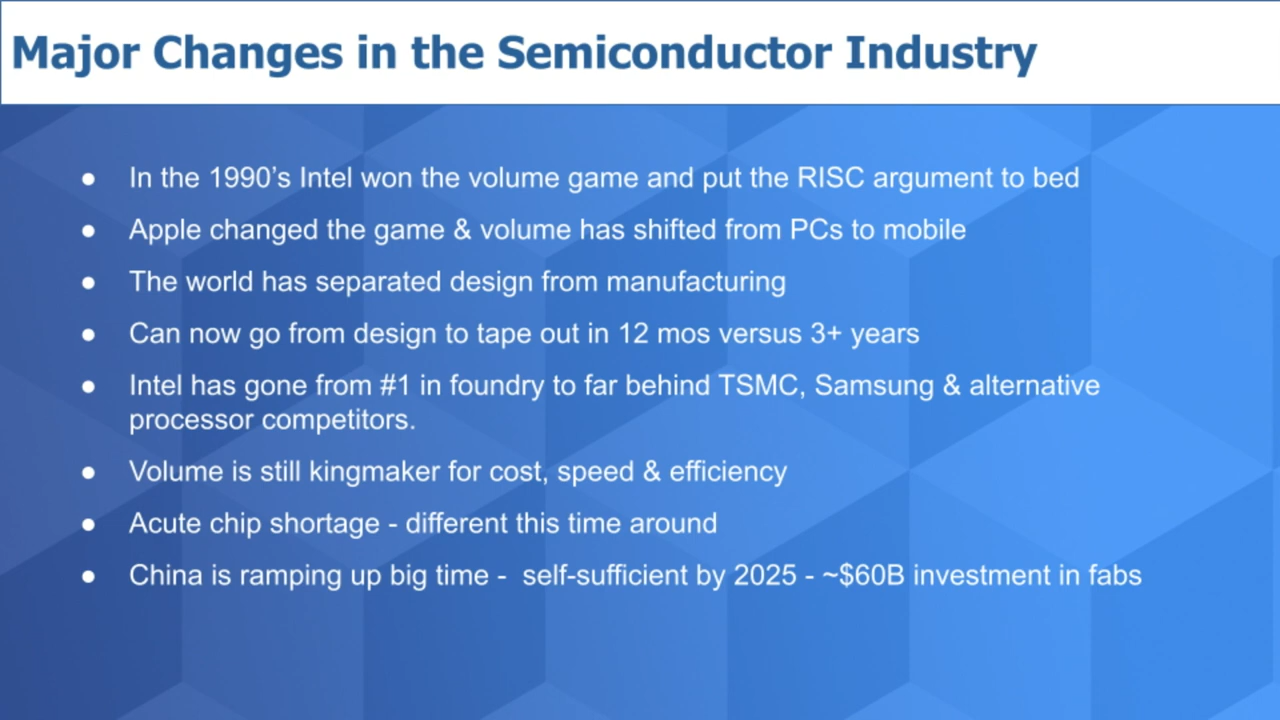 Major Changes in the Semiconductor Industry
● In the 1990’s Intel won the volume game and put the RISC argument to bed
● Apple changed the game & volume has shifted from PCs to mobile
● The world has separated design from manufacturing
● Can now go from design to tape out in 12 mos versus 3+ years
● Intel has gone from #1 in foundry to far behind TSMC, Samsung & alternative
processor competitors.
● Volume is still kingmaker for cost, speed & efficiency
● Acute chip shortage - different this time around
● China is ramping up big time -  self-sufficient by 2025 - ~$60B investment in fabs